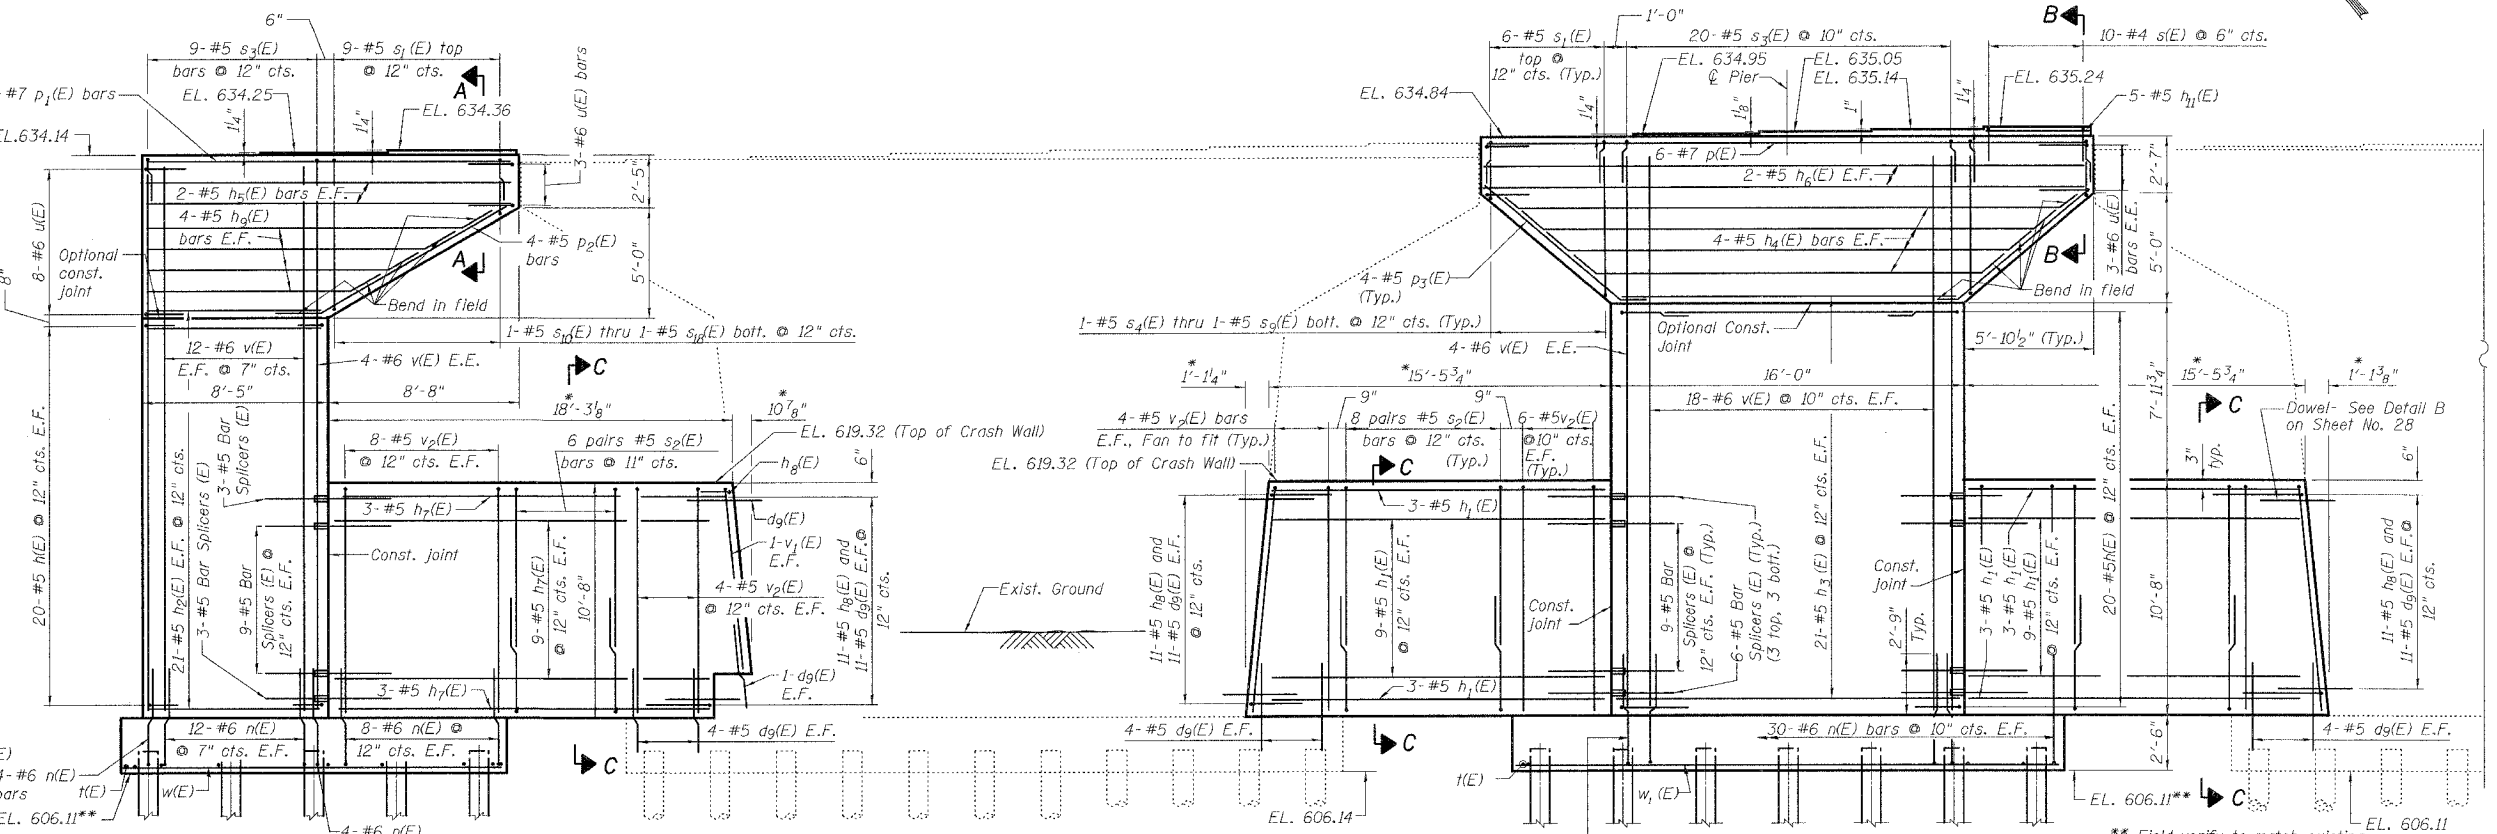 6"
9-#5 s3(E)
bars @ 12" cts.
9-#5 s1(E) top
@ 12" cts.
A
3-#6 u(E) bars
-#7 p1(E) bars
EL. 634.25
1¼"
1¼"
EL. 634.36
EL.634.14
2-#5 h5(E) bars E.F.
4-#5 h9(E)
bars E.F.
2'-5"
8-#6 u(E)
Optional
const.
joint
8"
A
4-#5 p2(E)
bars
5'-0"
Bend in field
1-#5 s10(E) thru 1-#5 s18(E) bott. @ 12" cts.
12-#6 v(E)
E.F. @ 7" cts.
4-#6 v(E) E.E.
C
8'-5"
8'-8"
*
18'-3⅛"
*
10⅞"
20-#5 h(E) @ 12" cts. E.F.
21-#5 h2(E) E.F. @ 12" cts.
3-#5 Bar Splicers (E)
3-#5 Bar
Splicers (E)
9-#5 Bar
Splicers (E) @
12" cts. E.F.
8-#5 v2(E)
@ 12" cts. E.F.
6 pairs #5 s2(E)
bars @ 11" cts.
EL. 619.32 (Top of Crash Wall)
h8(E)
6"
3-#5 h7(E)
d9(E)
Const. joint
9-#5 h7(E)
@ 12" cts. E.F.
10'-8"
1-v1(E)
E.F.
4-#5 v2(E)
@ 12" cts. E.F.
11-#5 h8(E) and
11-#5 d9(E) E.F.@
12" cts.
3-#5 h7(E)
1-d9(E)
E.F.
12-#6 n(E)
@ 7" cts. E.F.
8-#6 n(E) @
12" cts. E.F.
4-#5 d9(E) E.F.
C
4-#6 n(E)
bars
t(E)
w(E)
EL. 606.11**
4-#6 n(E)
Exist. Ground
1'-0"
B
6-#5 s1(E)
top @
12" cts. (Typ.)
20-#5 s3(E) @ 10" cts.
10-#4 s(E) @ 6" cts.
EL. 634.95
℄ Pier
EL. 635.05
EL. 635.14
EL. 635.24
EL. 634.84
1¼"
1⅛"
1"
1¼"
5-#5 h11(E)
6-#7 p(E)
2-#5 h6(E) E.F.
2'-7"
3-#6 u(E)
bars E.E.
4-#5 h4(E) bars E.F.
B
5'-0"
4-#5 p3(E)
(Typ.)
Bend in field
1-#5 s4(E) thru 1-#5 s9(E) bott. @ 12" cts. (Typ.)
Optional Const.
Joint
4-#6 v(E) E.E.
5'-10½" (Typ.)
*
1'-1¼"
*15'-5¾"
16'-0"
7'-11¾"
*
15'-5¾"
*
1'-1⅜"
4-#5 v2(E) bars
E.F., Fan to fit (Typ.)
9"
8 pairs #5 s2(E)
bars @ 12" cts.
(Typ.)
9"
6-#5v2(E)
@10" cts.
E.F.
(Typ.)
18-#6 v(E) @ 10" cts. E.F.
C
Dowel- See Detail B
on Sheet No. 28
EL. 619.32 (Top of Crash Wall)
C
3"
typ.
6"
3-#5 h1(E)
11-#5 h8(E) and
11-#5 d9(E) E.F.
@ 12" cts.
9-#5 h1(E)
@ 12" cts. E.F.
Const.
joint
9-#5 Bar
Splicers (E) @
12" cts. E.F. (Typ.)
6-#5 Bar
Splicers (E) (Typ.)
(3 top, 3 bott.)
21-#5 h3(E) @ 12" cts. E.F.
Const.
joint
2'-9"
Typ.
3-#5 h1(E)
3-#5 h1(E)
9-#5 h1(E)
@ 12" cts. E.F.
20-#5h(E) @ 12" cts. E.F.
10'-8"
11-#5 h8(E) and
11-#5 d9(E) E.F.@
12" cts.
3-#5 h1(E)
4-#5 d9(E) E.F.
C
30-#6 n(E) bars @ 10" cts. E.F.
2'-6"
4-#5 d9(E) E.F.
t(E)
w1(E)
EL. 606.11**
C
EL. 606.14
EL. 606.11
** Field verify to match existing